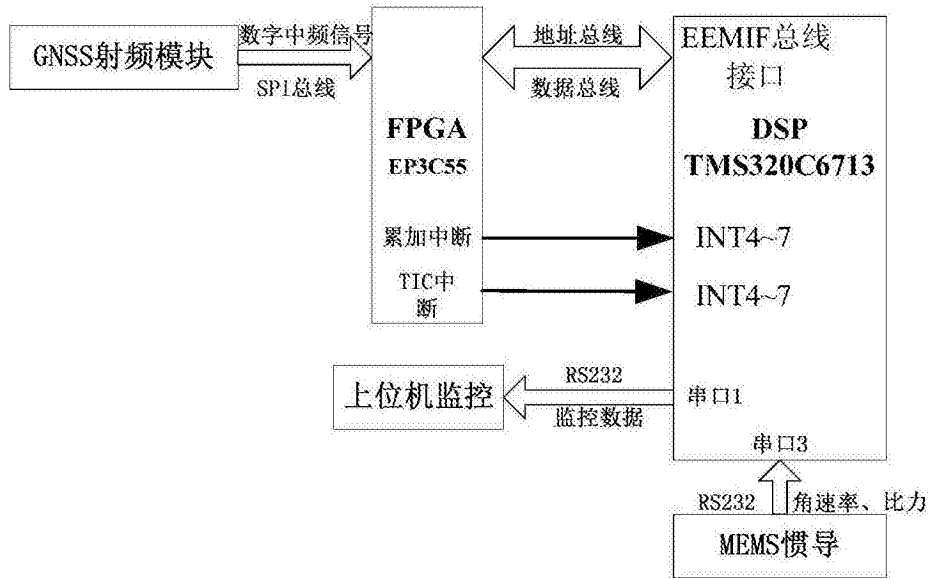 GNSS射频模块
数字中频信号
SPI总线
FPGA
EP3C55
累加中断
TIC中
断
地址总线
数据总线
EEMIF总线
接口
DSP
TMS320C6713
INT4~7
INT4~7
上位机监控
RS232
监控数据
串口1
串口3
RS232
角速率、比力
MEMS惯导